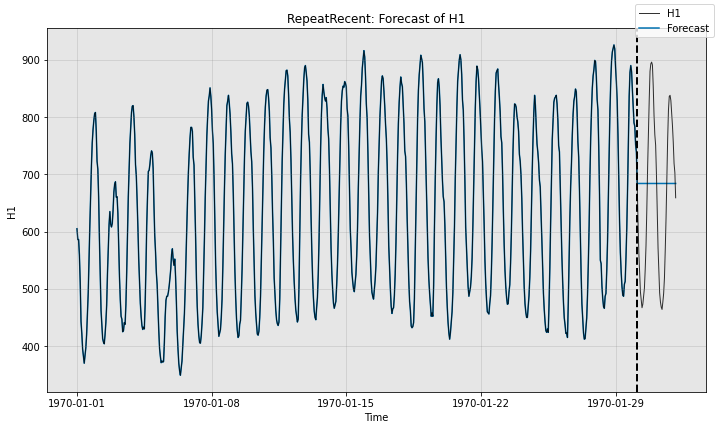 RepeatRecent: Forecast of H1
H1
Forecast
900
800
700
600
500
400
H1
1970-01-01
1970-01-08
1970-01-15
1970-01-22
1970-01-29
Time